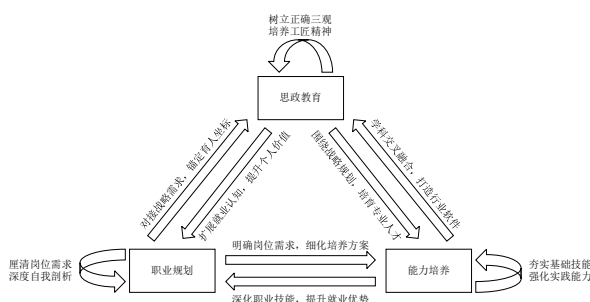 树立正确三观
培养工匠精神
思政教育
对接战略需求，锚定育人坐标
扩展就业认知，提升个人价值
围绕战略规划，培育专业人才
学科交叉融合，打造行业软件
厘清岗位需求
深度自我剖析
职业规划
明确岗位需求，细化培养方案
深化职业技能，提升就业优势
能力培养
夯实基础技能
强化实践能力